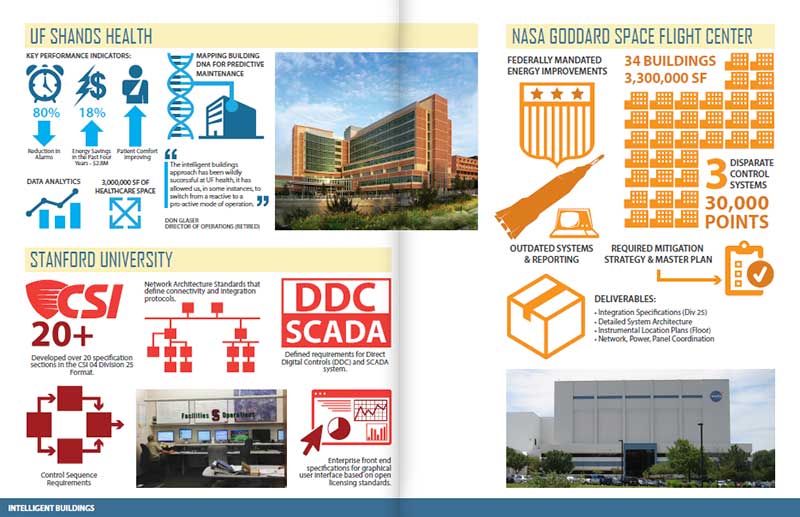 UF SHANDS HEALTH
KEY PERFORMANCE INDICATORS:
80%
Reduction in
Alarms
18%
Energy Savings
in the Past Four
Years - $2.8M
Patient Comfort
Improving
MAPPING BUILDING
DNA FOR PREDICTIVE
MAINTENANCE
DATA ANALYTICS
3,000,000 SF OF
HEALTHCARE SPACE
"
The intelligent buildings
approach has been wildly
successful at UF health, it has
allowed us, in some instances, to
switch from a reactive to a
pro-active mode of operation.
"
DON GLASER
DIRECTOR OF OPERATIONS (RETIRED)
STANFORD UNIVERSITY
CSI
20+
Developed over 20 specification
sections in the CSI 04 Division 25
Format.
Network Architecture Standards that
define connectivity and integration
protocols.
DDC
SCADA
Defined requirements for Direct
Digital Controls (DDC) and SCADA
system.
Control Sequence
Requirements
Facilities S Operations
Enterprise front end
specifications for graphical
user interface based on open
licensing standards.
NASA GODDARD SPACE FLIGHT CENTER
FEDERALLY MANDATED
ENERGY IMPROVEMENTS
34 BUILDINGS
3,300,000 SF
3
DISPARATE
CONTROL
SYSTEMS
30,000
POINTS
OUTDATED SYSTEMS
& REPORTING
REQUIRED MITIGATION
STRATEGY & MASTER PLAN
DELIVERABLES:
• Integration Specifications (Div 25)
• Detailed System Architecture
• Instrumental Location Plans (Floor)
• Network, Power, Panel Coordination
INTELLIGENT BUILDINGS